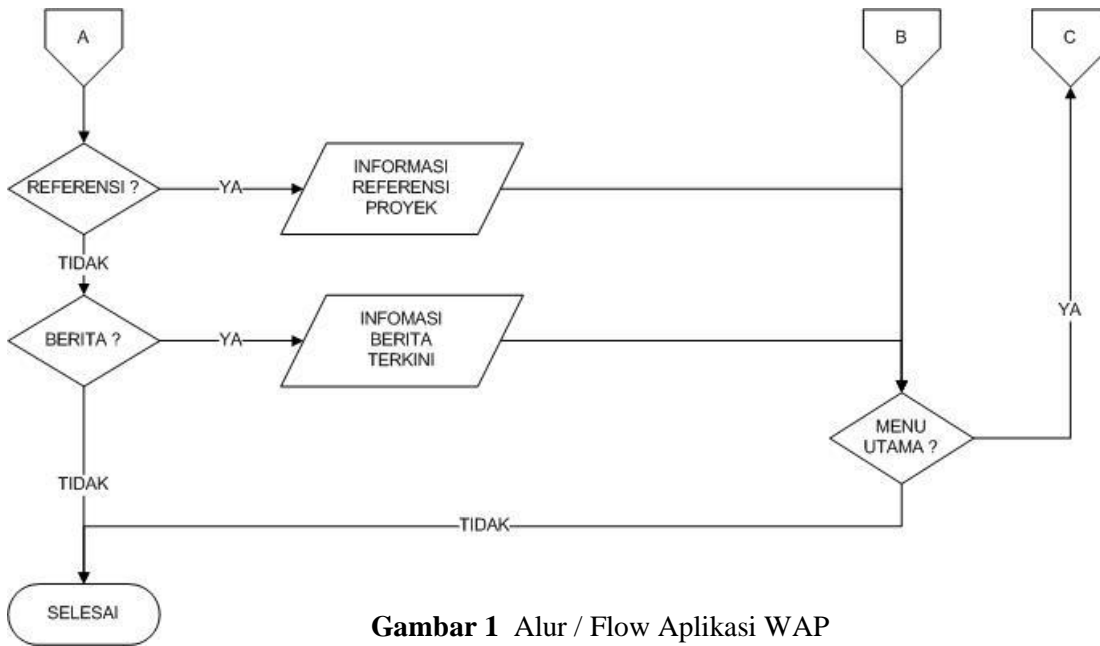 A
B
C
REFERENSI ?
YA
INFORMASI
REFERENSI
PROYEK
TIDAK
BERITA ?
YA
INFOMASI
BERITA
TERKINI
YA
MENU
UTAMA ?
TIDAK
TIDAK
SELESAI
Gambar 1 Alur / Flow Aplikasi WAP